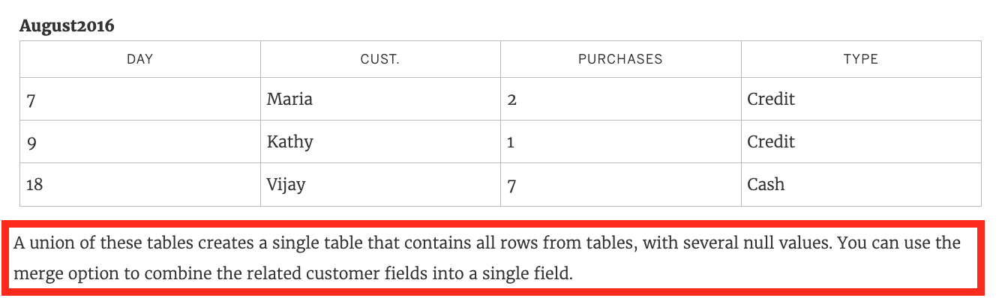 August2016
DAY CUST. PURCHASES TYPE
7 Maria 2 Credit
9 Kathy 1 Credit
18 Vijay 7 Cash
A union of these tables creates a single table that contains all rows from tables, with several null values. You can use the
merge option to combine the related customer fields into a single field.